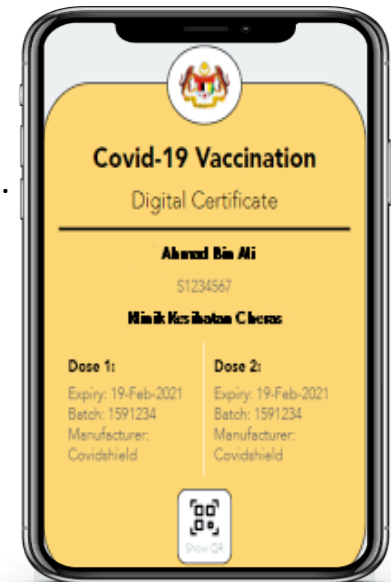 Covid-19 Vaccination
Digital Certificate
Ahmad Bin Ali
S1234567
Klinik Kesihatan Cheras
Dose 1:
Expiry: 19-Feb-2021
Batch: 1591234
Manufacturer:
Covidshield
Dose 2:
Expiry: 19-Feb-2021
Batch: 1591234
Manufacturer:
Covidshield
Show QR